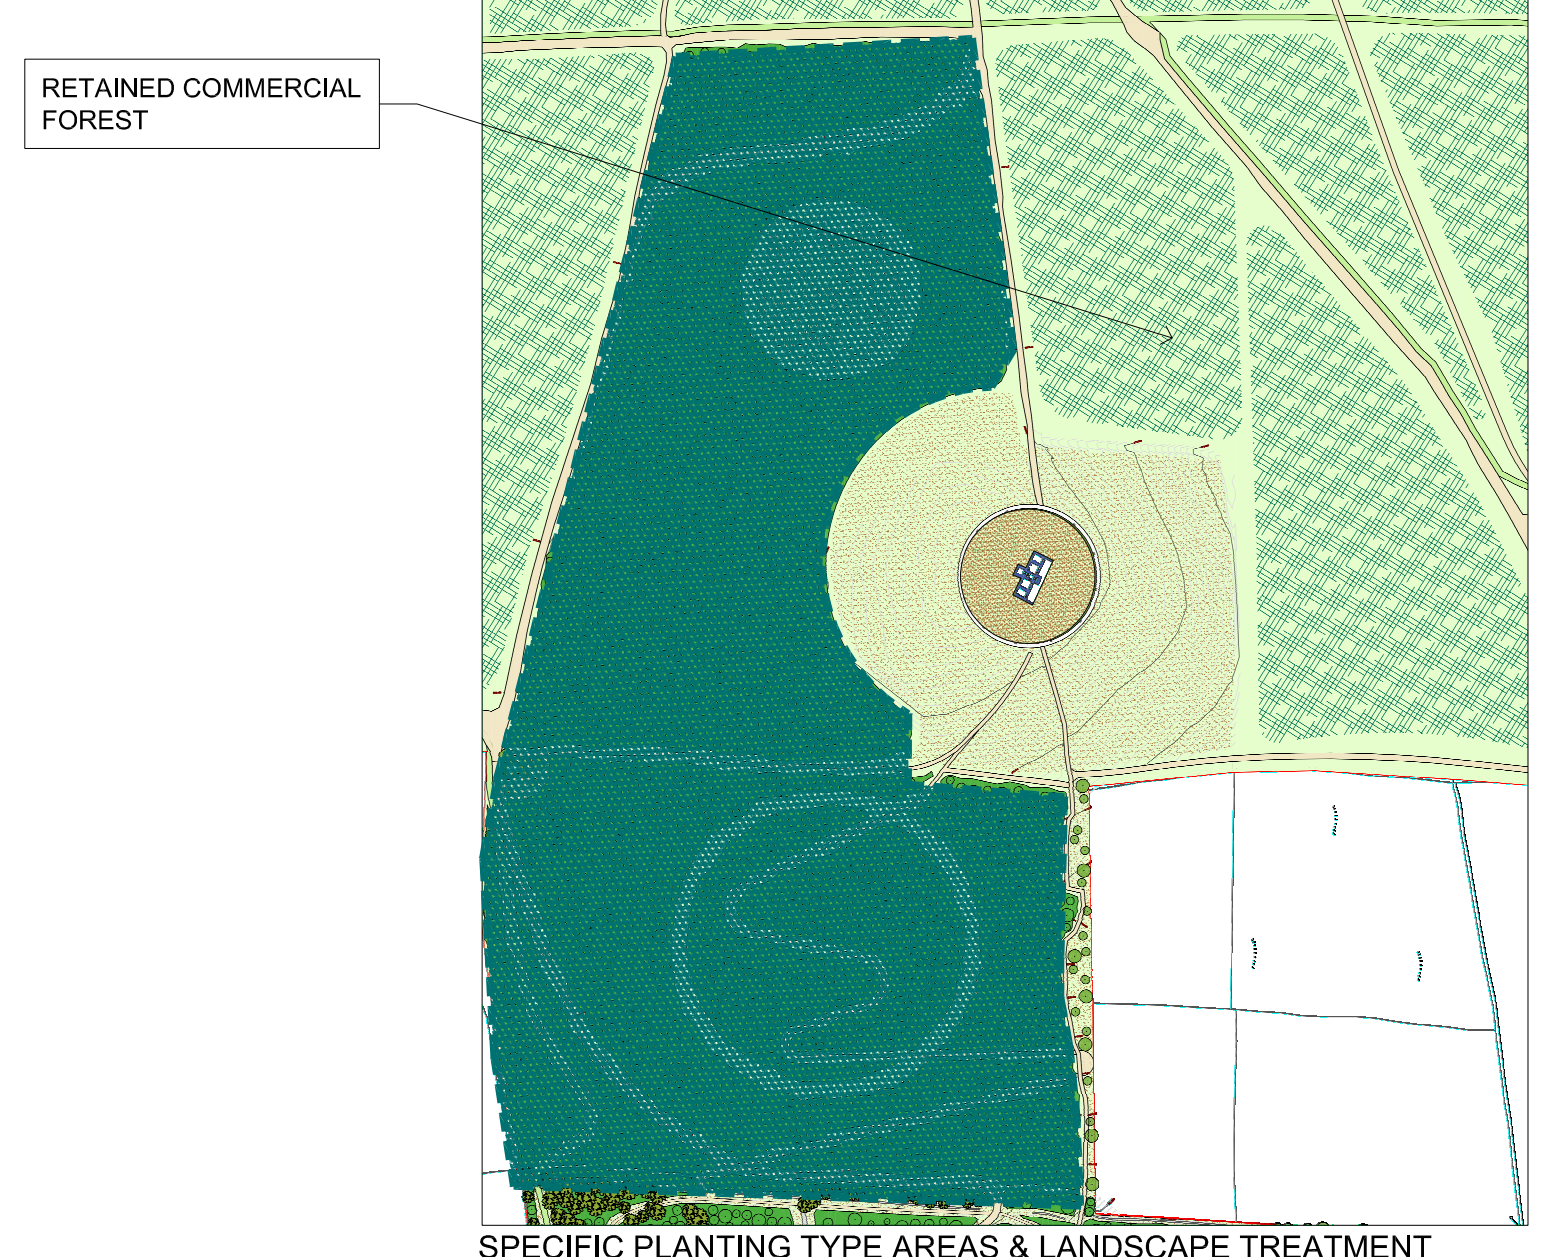 RETAINED COMMERCIAL
FOREST
SPECIFIC PLANTING TYPE AREAS & LANDSCAPE TREATMENT